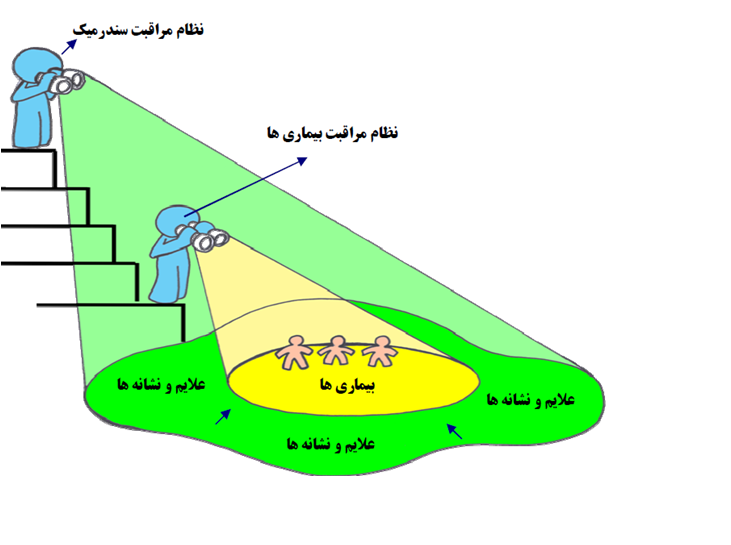 نظام مراقبت سندرمیک
نظام مراقبت بیماری ها
علایم و نشانه ها
بیماری ها
علایم و نشانه ها
علایم و نشانه ها